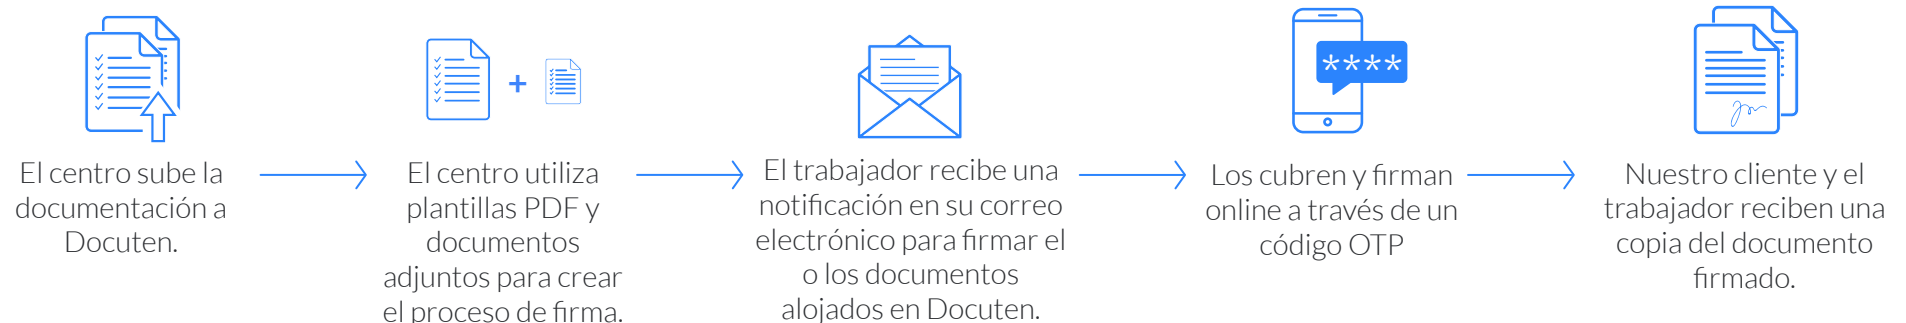 ****
El centro sube la
documentación a
Docuten.
El centro utiliza
plantillas PDF y
documentos
adjuntos para crear
el proceso de firma.
El trabajador recibe una
notificación en su correo
electrónico para firmar el
o los documentos
alojados en Docuten.
Los cubren y firman
online a través de un
código OTP
Nuestro cliente y el
trabajador reciben una
copia del documento
firmado.